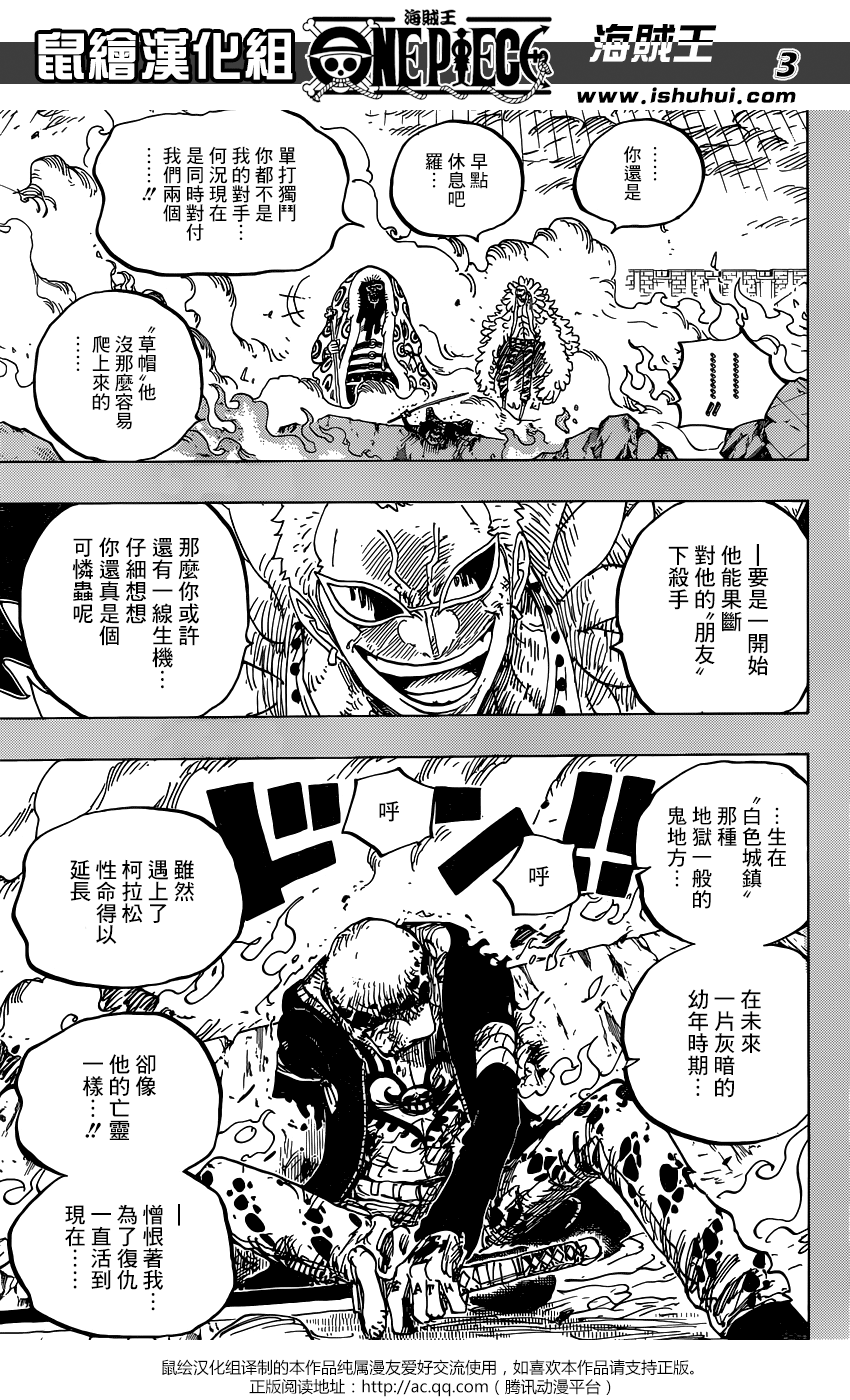 鼠繪漢化組
海賊王
ONE PIECE
海賊王
3
www.ishuhui.com
……
你還是
早點
休息吧
羅…
單打獨鬥
你都不是
我的對手…
何況現在
是同時對付
我們兩個
……!!
…………!!
〝草帽〞他
沒那麼容易
爬上來的
……
—要是一開始
他能果斷
對他的〝朋友〞
下殺手
那麼你或許
還有一線生機…
仔細想想
你還真是個
可憐蟲呢
ドン!!
呼
呼
…生在
〝白色城鎮〞
那種
地獄一般的
鬼地方…
在未來
一片灰暗的
幼年時期…
雖然
遇上了
柯拉松
性命得以
延長
卻像
他的亡靈
一樣…!!
—
憎恨著我…
為了復仇
一直活到
現在……
EATH
鼠绘汉化组译制的本作品纯属漫友爱好交流使用，如喜欢本作品请支持正版。
正版阅读地址：http://ac.qq.com（腾讯动漫平台）